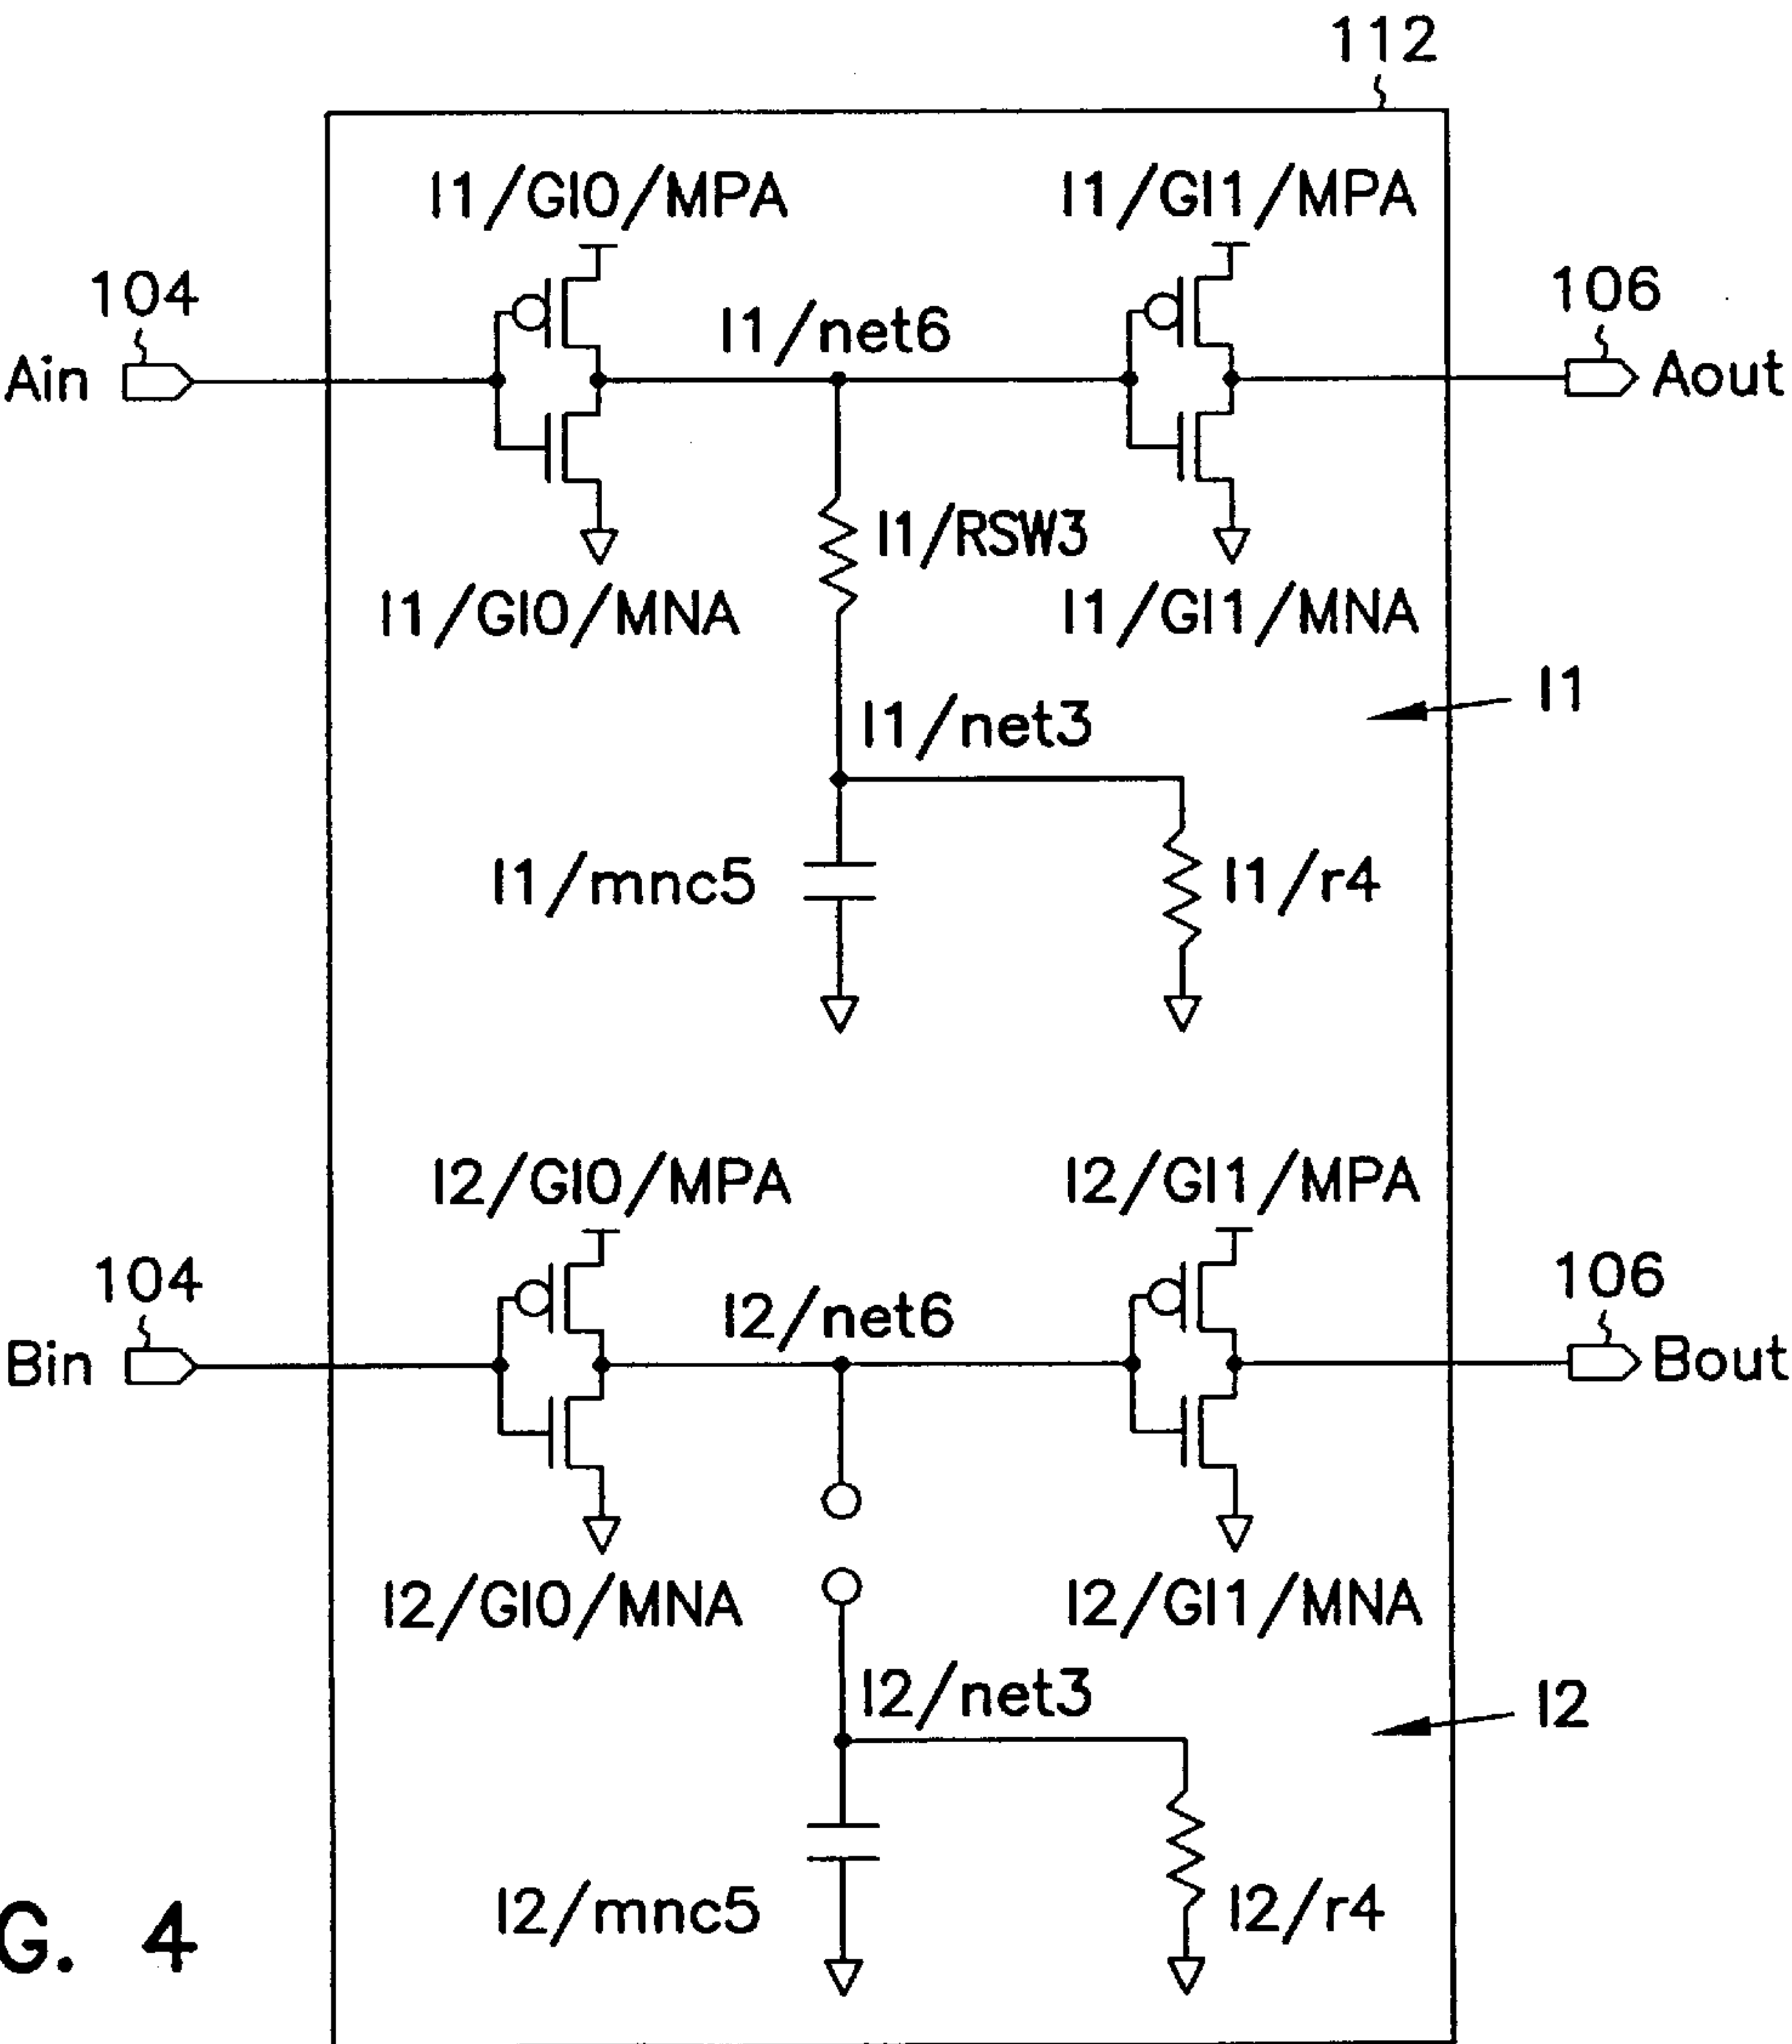 112
I1/GI0/MPA
I1/GI1/MPA
104
106
I1/net6
Ain
Aout
I1/RSW3
I1/GI0/MNA
I1/GI1/MNA
I1
I1/net3
I1/mnc5
I1/r4
I2/GI0/MPA
I2/GI1/MPA
104
106
I2/net6
Bin
Bout
I2/GI0/MNA
I2/GI1/MNA
I2/net3
I2
I2/mnc5
I2/r4
G. 4